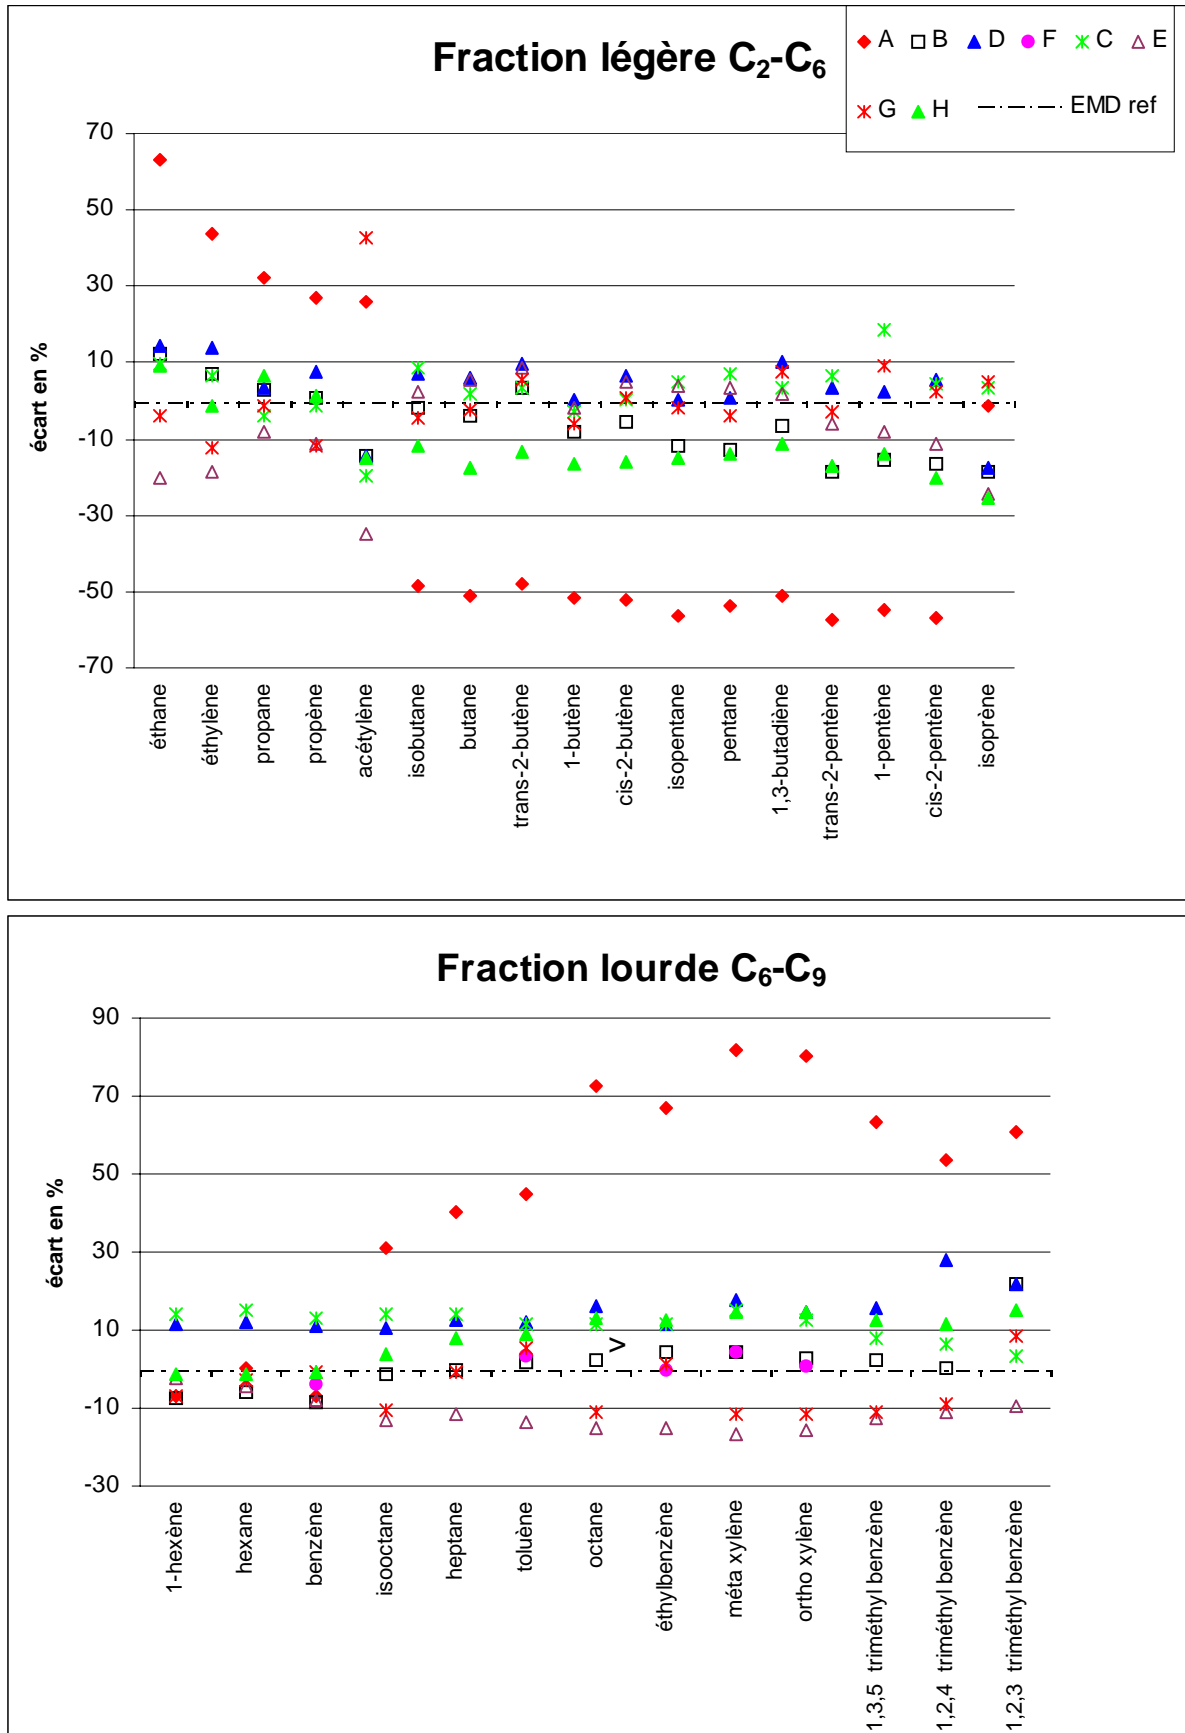 Fraction légère C2-C6
A B D F C E
G H EMD ref
écart en %
70
50
30
10
-10
-30
-50
-70
éthane
éthylène
propane
propène
acétylène
isobutane
butane
trans-2-butène
1-butène
cis-2-butène
isopentane
pentane
1,3-butadiène
trans-2-pentène
1-pentène
cis-2-pentène
isoprène
Fraction lourde C6-C9
écart en %
90
70
50
30
10
-10
-30
>
1-hexène
hexane
benzène
isooctane
heptane
toluène
octane
éthylbenzène
méta xylène
ortho xylène
1,3,5 triméthyl benzène
1,2,4 triméthyl benzène
1,2,3 triméthyl benzène